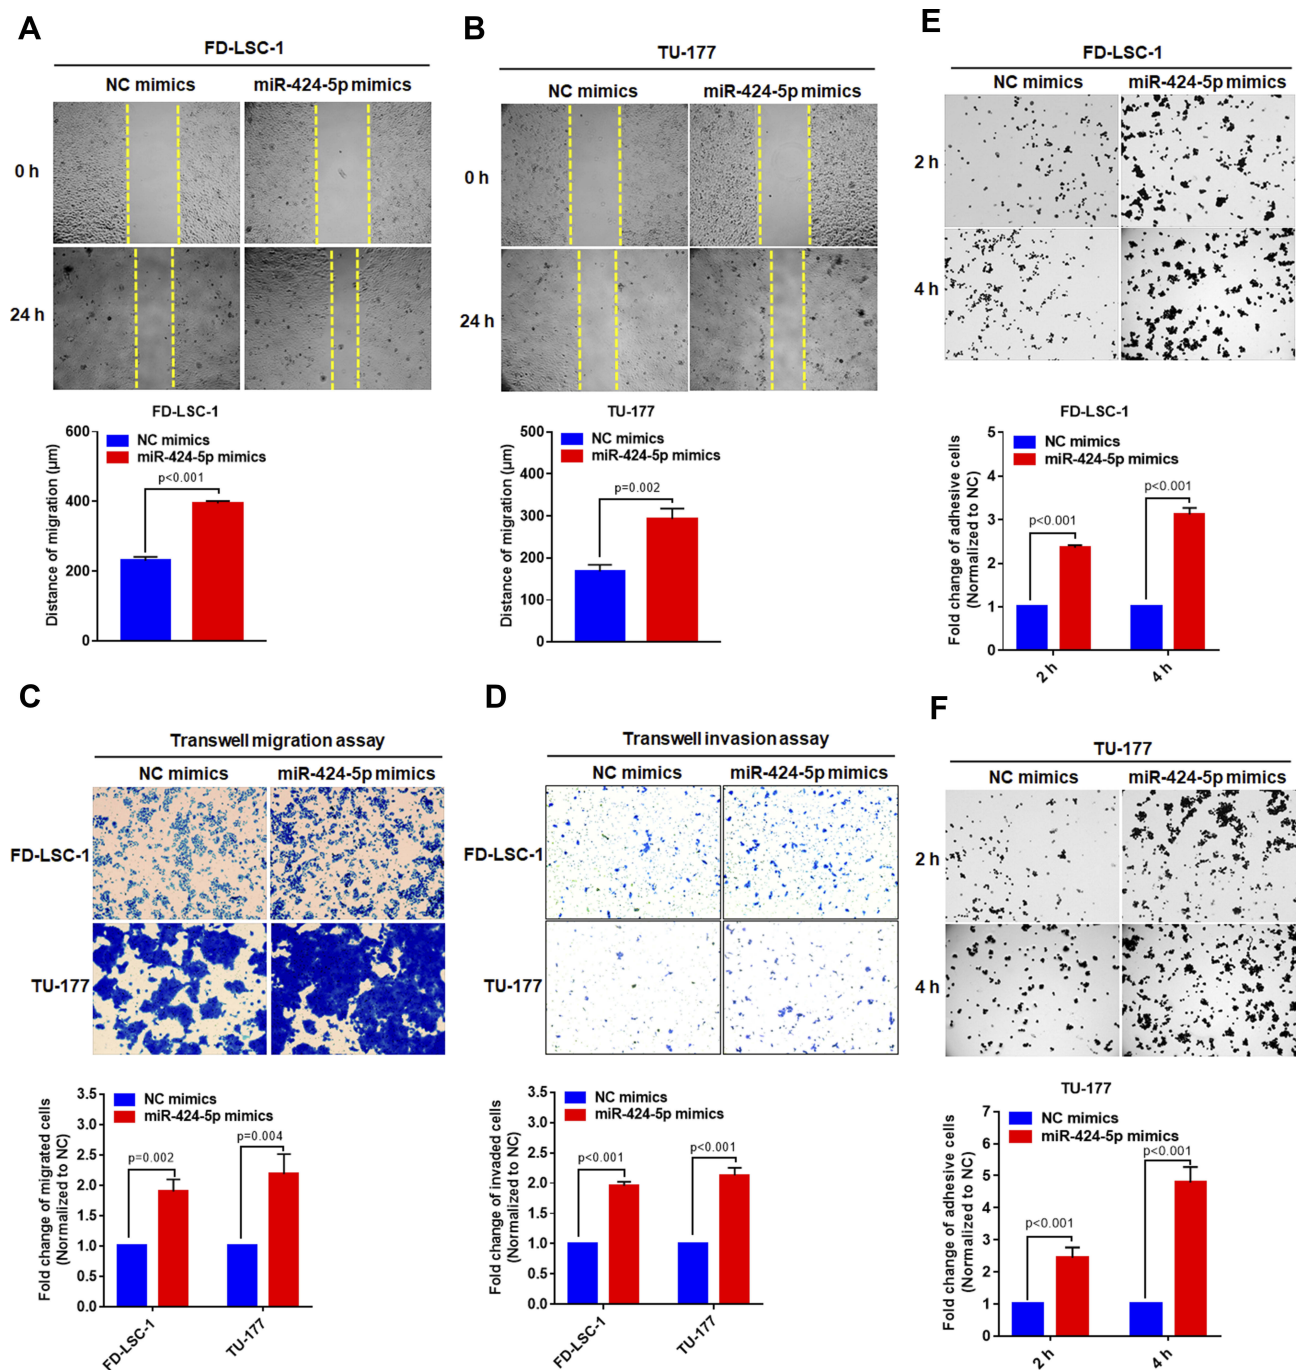 A
FD-LSC-1
NC mimics
miR-424-5p mimics
0 h
24 h
FD-LSC-1
Distance of migration (μm)
600
400
200
0
NC mimics
miR-424-5p mimics
p<0.001
B
TU-177
NC mimics
miR-424-5p mimics
0 h
24 h
TU-177
Distance of migration (μm)
500
400
300
200
100
0
NC mimics
miR-424-5p mimics
p=0.002
E
FD-LSC-1
NC mimics
miR-424-5p mimics
2 h
4 h
FD-LSC-1
Fold change of adhesive cells
(Normalized to NC)
5
4
3
2
1
0
NC mimics
miR-424-5p mimics
p<0.001
p<0.001
2 h
4 h
C
Transwell migration assay
NC mimics
miR-424-5p mimics
FD-LSC-1
TU-177
Fold change of migrated cells
(Normalized to NC)
3.5
3.0
2.5
2.0
1.5
1.0
0.5
0.0
NC mimics
miR-424-5p mimics
p=0.002
p=0.004
FD-LSC-1
TU-177
D
Transwell invasion assay
NC mimics
miR-424-5p mimics
FD-LSC-1
TU-177
Fold change of invaded cells
(Normalized to NC)
3.5
3.0
2.5
2.0
1.5
1.0
0.5
0.0
NC mimics
miR-424-5p mimics
p<0.001
p<0.001
FD-LSC-1
TU-177
F
TU-177
NC mimics
miR-424-5p mimics
2 h
4 h
TU-177
Fold change of adhesive cells
(Normalized to NC)
7
6
5
4
3
2
1
0
NC mimics
miR-424-5p mimics
p<0.001
p<0.001
2 h
4 h